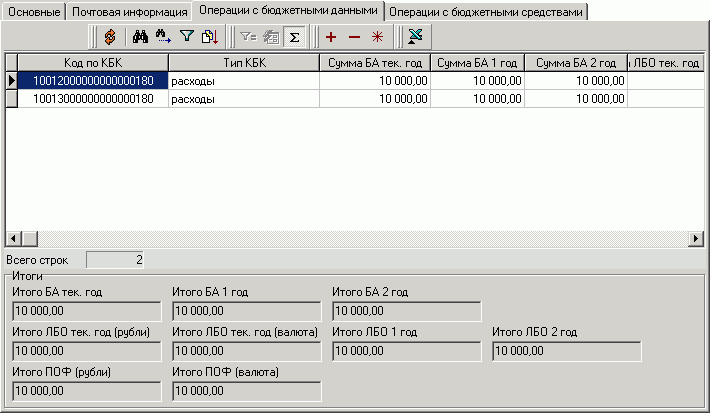 Основные Почтовая информация Операции с бюджетными данными Операции с бюджетными средствами
Код по КБК Тип КБК Сумма БА тек. год Сумма БА 1 год Сумма БА 2 год ЛБО тек. год
10012000000000000180 расходы 10 000,00 10 000,00 10 000,00
10013000000000000180 расходы 10 000,00 10 000,00 10 000,00
Всего строк 2
Итоги
Итого БА тек. год Итого БА 1 год Итого БА 2 год
10 000,00 10 000,00 10 000,00
Итого ЛБО тек. год (рубли) Итого ЛБО тек. год (валюта) Итого ЛБО 1 год Итого ЛБО 2 год
10 000,00 10 000,00 10 000,00 10 000,00
Итого ПОФ (рубли) Итого ПОФ (валюта)
10 000,00 10 000,00